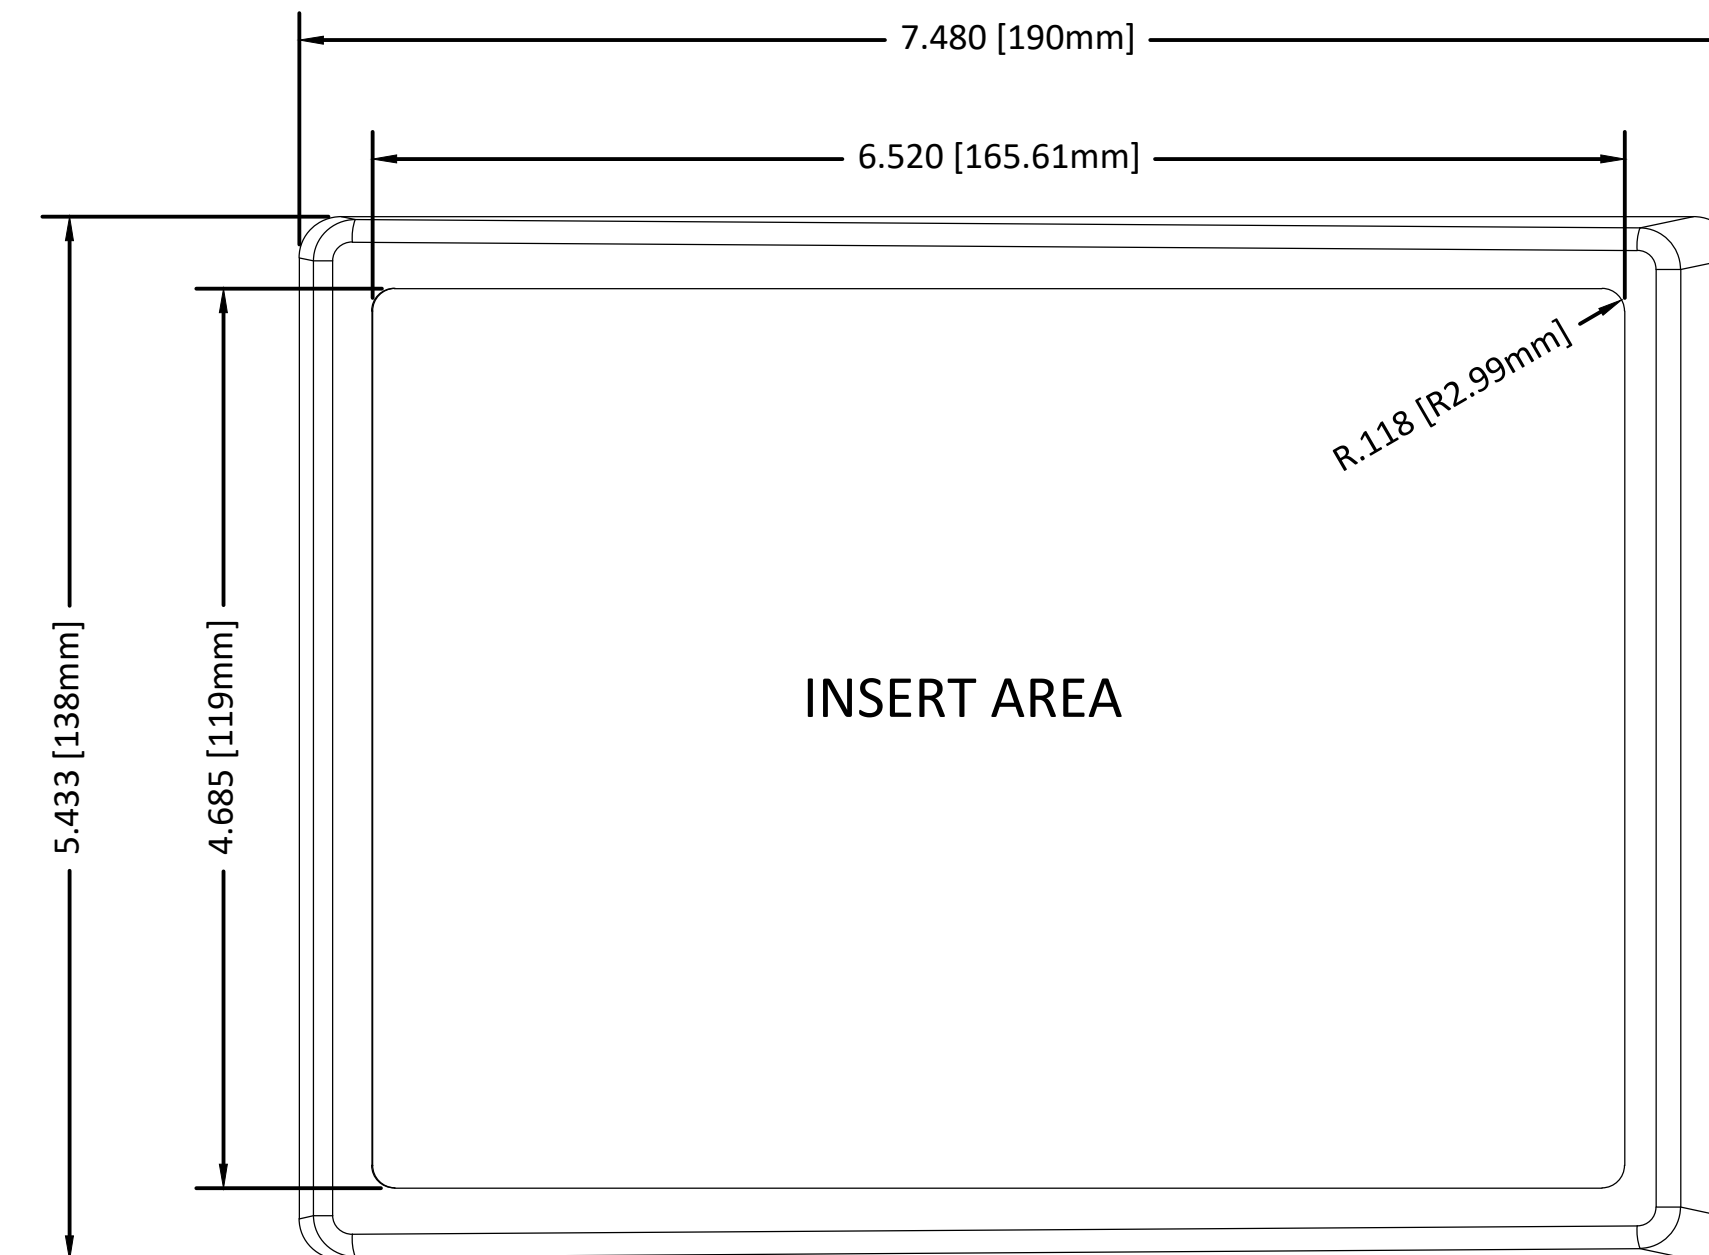 7.480 [190mm]
6.520 [165.61mm]
R.118 [R2.99mm]
5.433 [138mm]
4.685 [119mm]
INSERT AREA